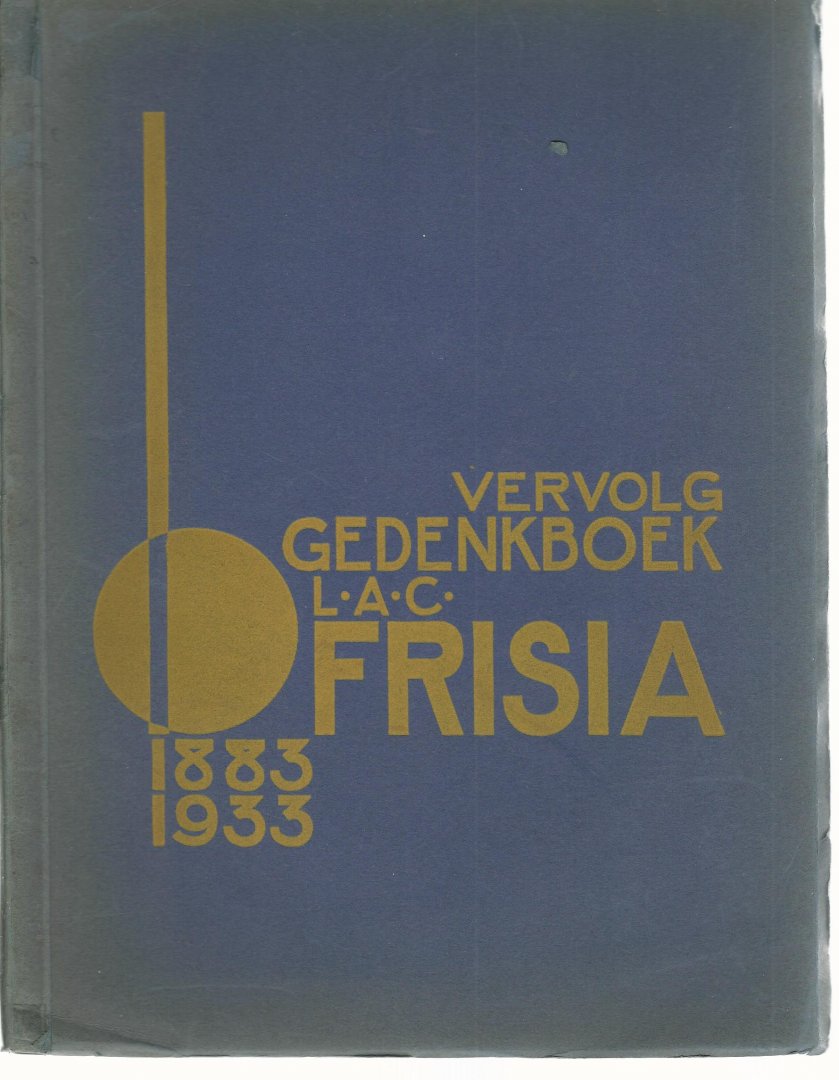 VERVOLG
GEDENKBOEK
L·A·C·
FRISIA
1883
1933